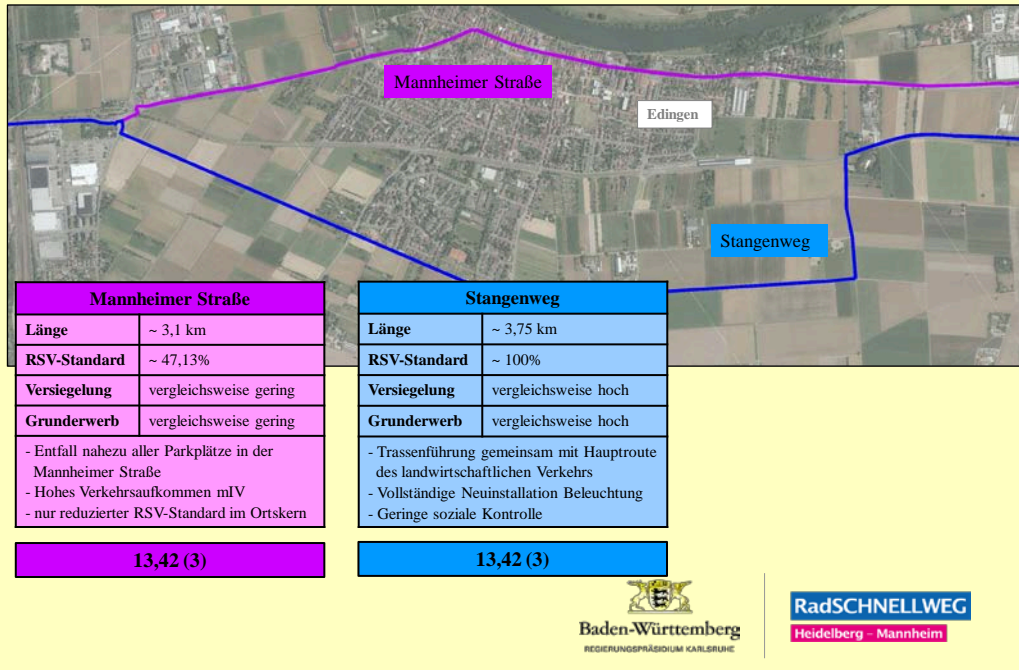 Mannheimer Straße
Edingen
Stangenweg
Mannheimer Straße
Länge ~ 3,1 km
RSV-Standard ~ 47,13%
Versiegelung vergleichsweise gering
Grunderwerb vergleichsweise gering
- Entfall nahezu aller Parkplätze in der
Mannheimer Straße
- Hohes Verkehrsaufkommen mIV
- nur reduzierter RSV-Standard im Ortskern
13,42 (3)
Stangenweg
Länge ~ 3,75 km
RSV-Standard ~ 100%
Versiegelung vergleichsweise hoch
Grunderwerb vergleichsweise hoch
- Trassenführung gemeinsam mit Hauptroute
des landwirtschaftlichen Verkehrs
- Vollständige Neuinstallation Beleuchtung
- Geringe soziale Kontrolle
13,42 (3)
Baden-Württemberg
REGIERUNGSPRÄSIDIUM KARLSRUHE
RadSCHNELLWEG
Heidelberg – Mannheim